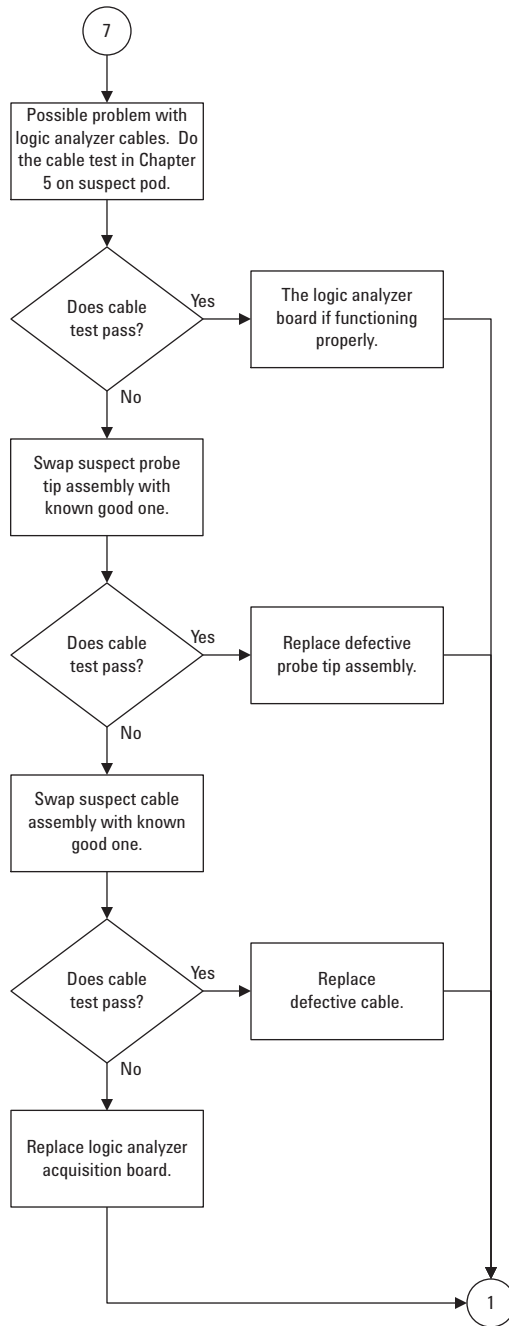 7
Possible problem with
logic analyzer cables. Do
the cable test in Chapter
5 on suspect pod.
Does cable
test pass?
Yes
The logic analyzer
board if functioning
properly.
No
Swap suspect probe
tip assembly with
known good one.
Does cable
test pass?
Yes
Replace defective
probe tip assembly.
No
Swap suspect cable
assembly with known
good one.
Does cable
test pass?
Yes
Replace
defective cable.
No
Replace logic analyzer
acquisition board.
1